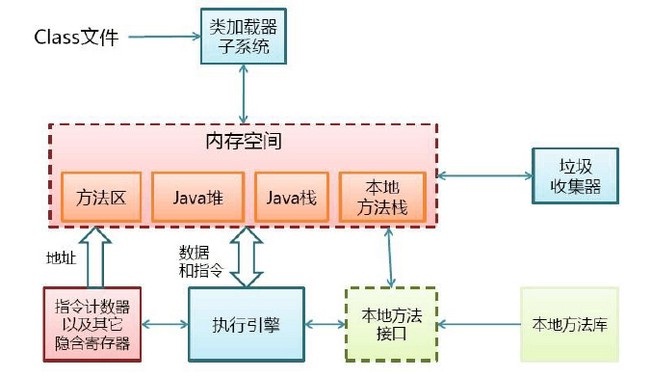 Class文件
类加载器
子系统
内存空间
方法区
Java堆
Java栈
本地
方法栈
垃圾
收集器
地址
数据
和指令
指令计数器
以及其它
隐含寄存器
执行引擎
本地方法
接口
本地方法库